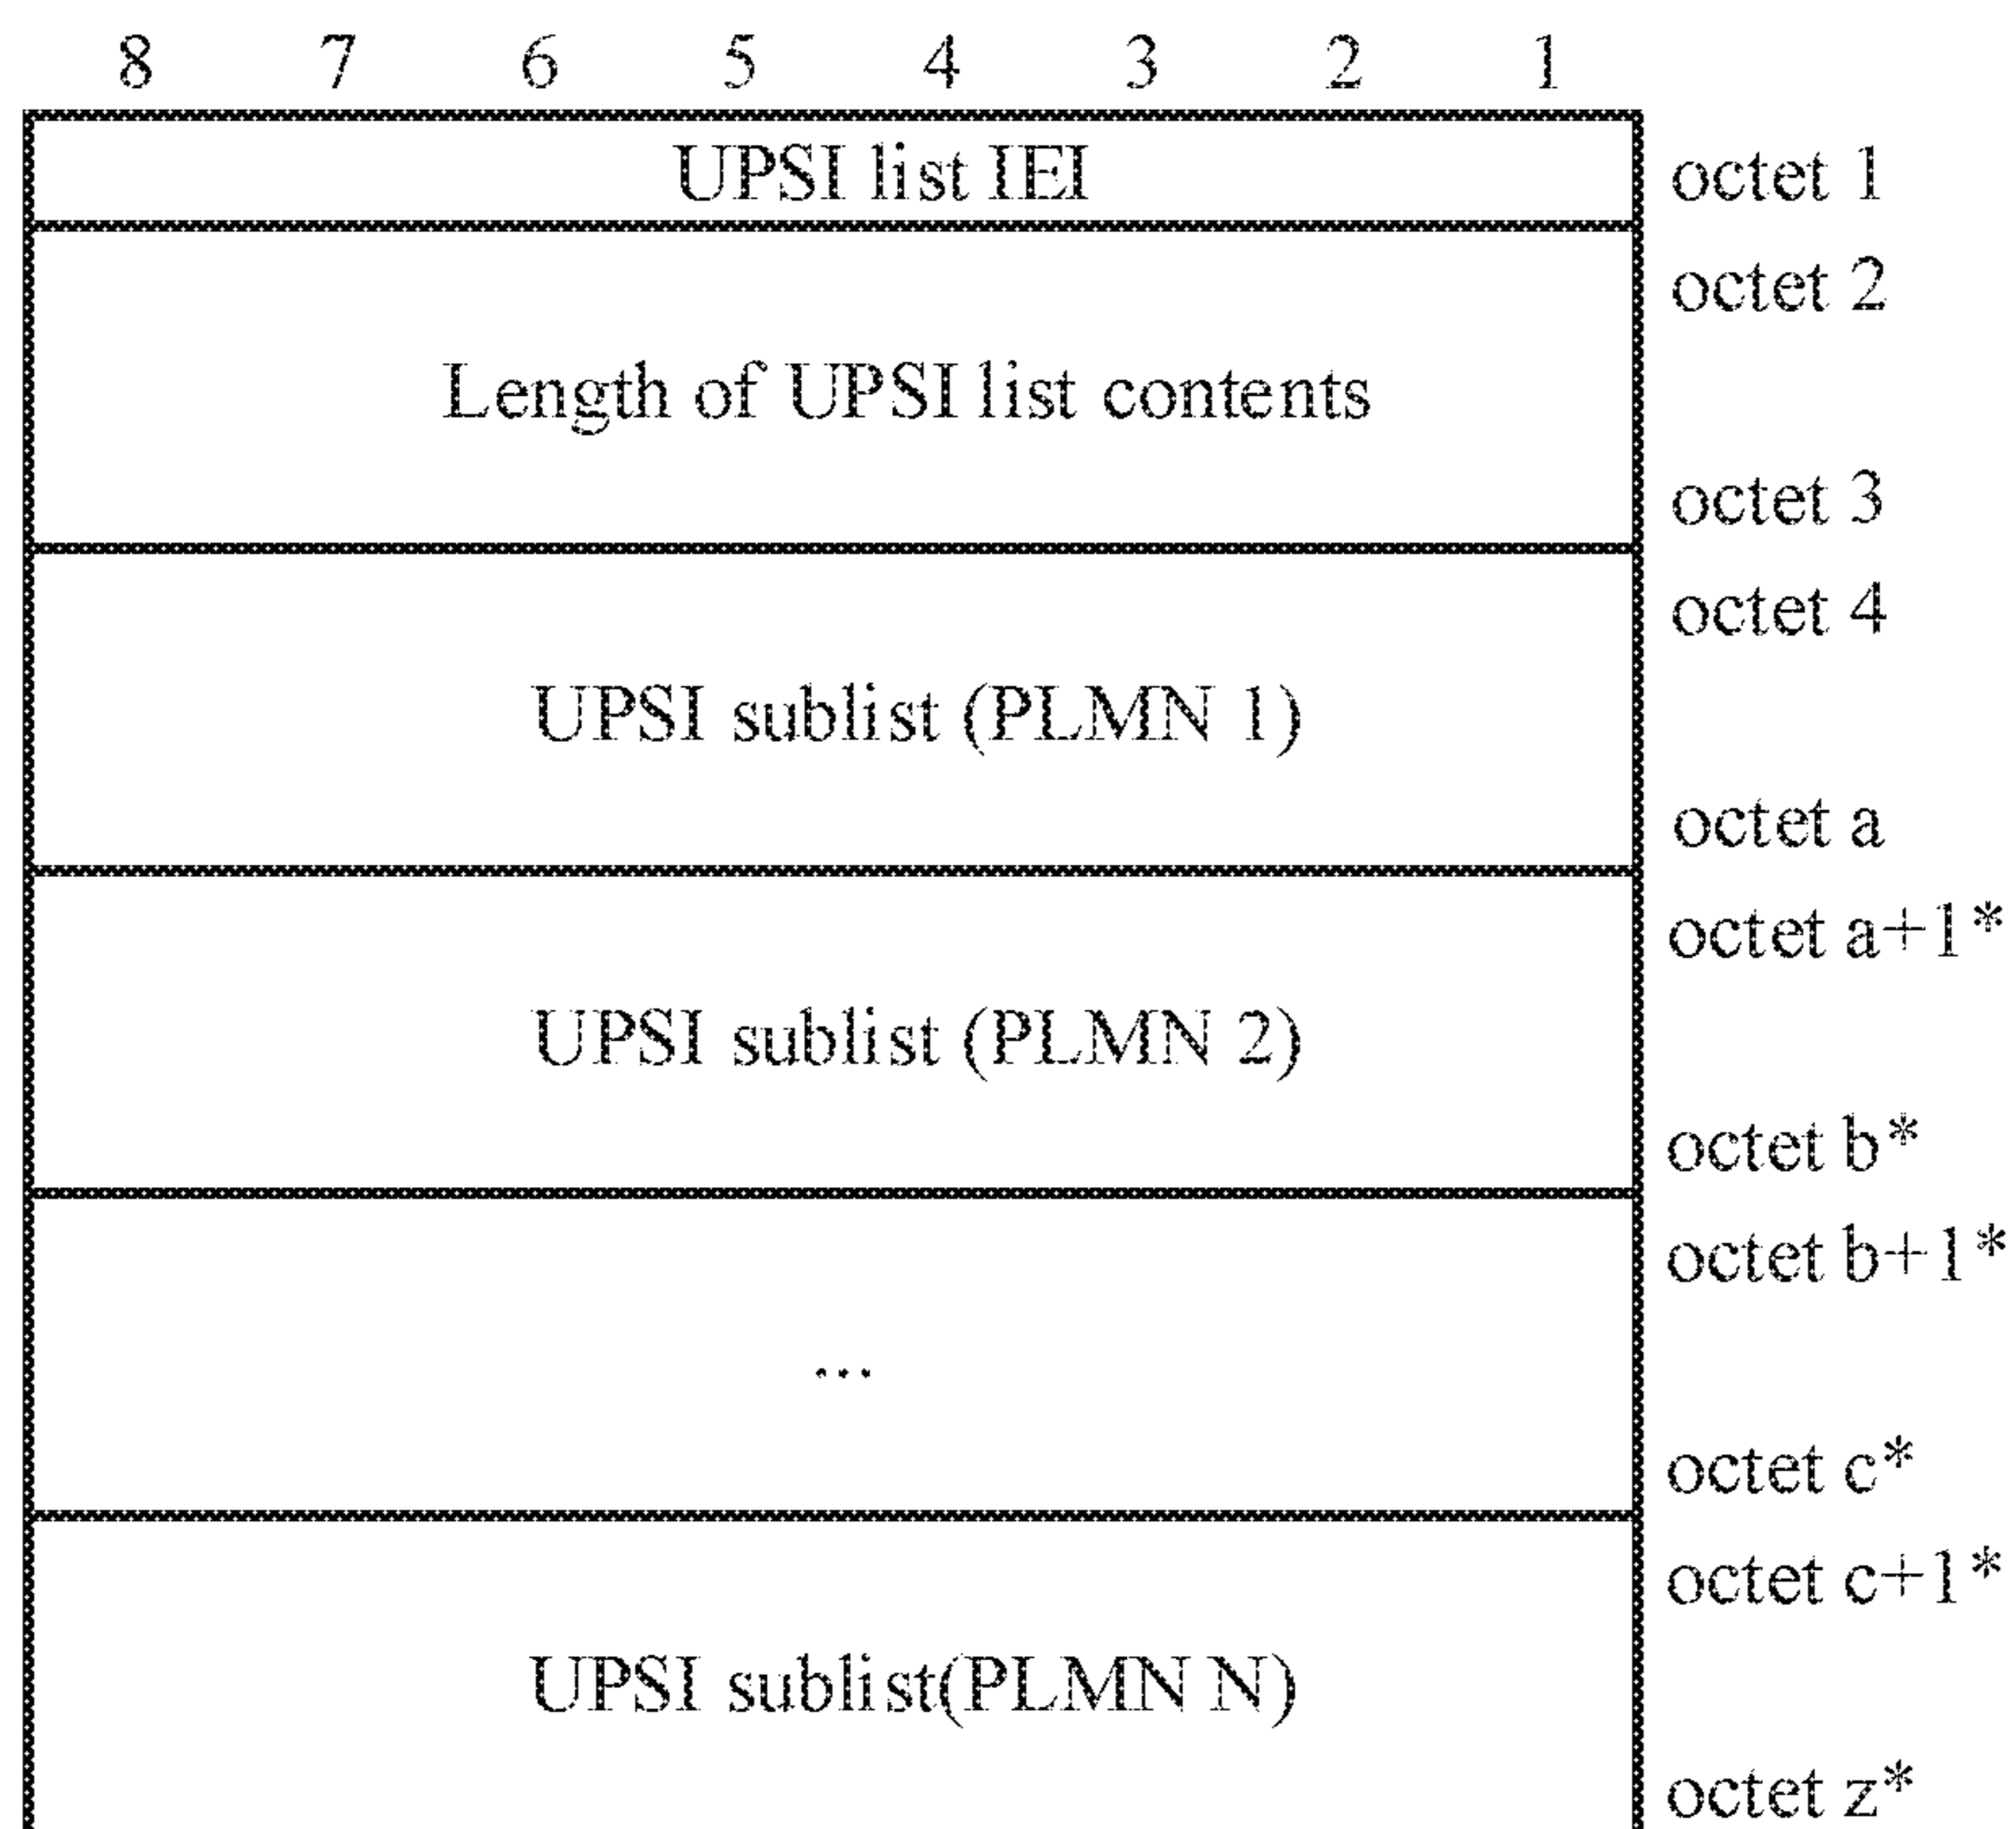 8 7 6 5 4 3 2 1
UPSI list IEI octet 1
octet 2
Length of UPSI list contents
octet 3
octet 4
UPSI sublist (PLMN 1)
octet a
octet a+1*
UPSI sublist (PLMN 2)
octet b*
octet b+1*
...
octet c*
octet c+1*
UPSI sublist(PLMN N)
octet z*